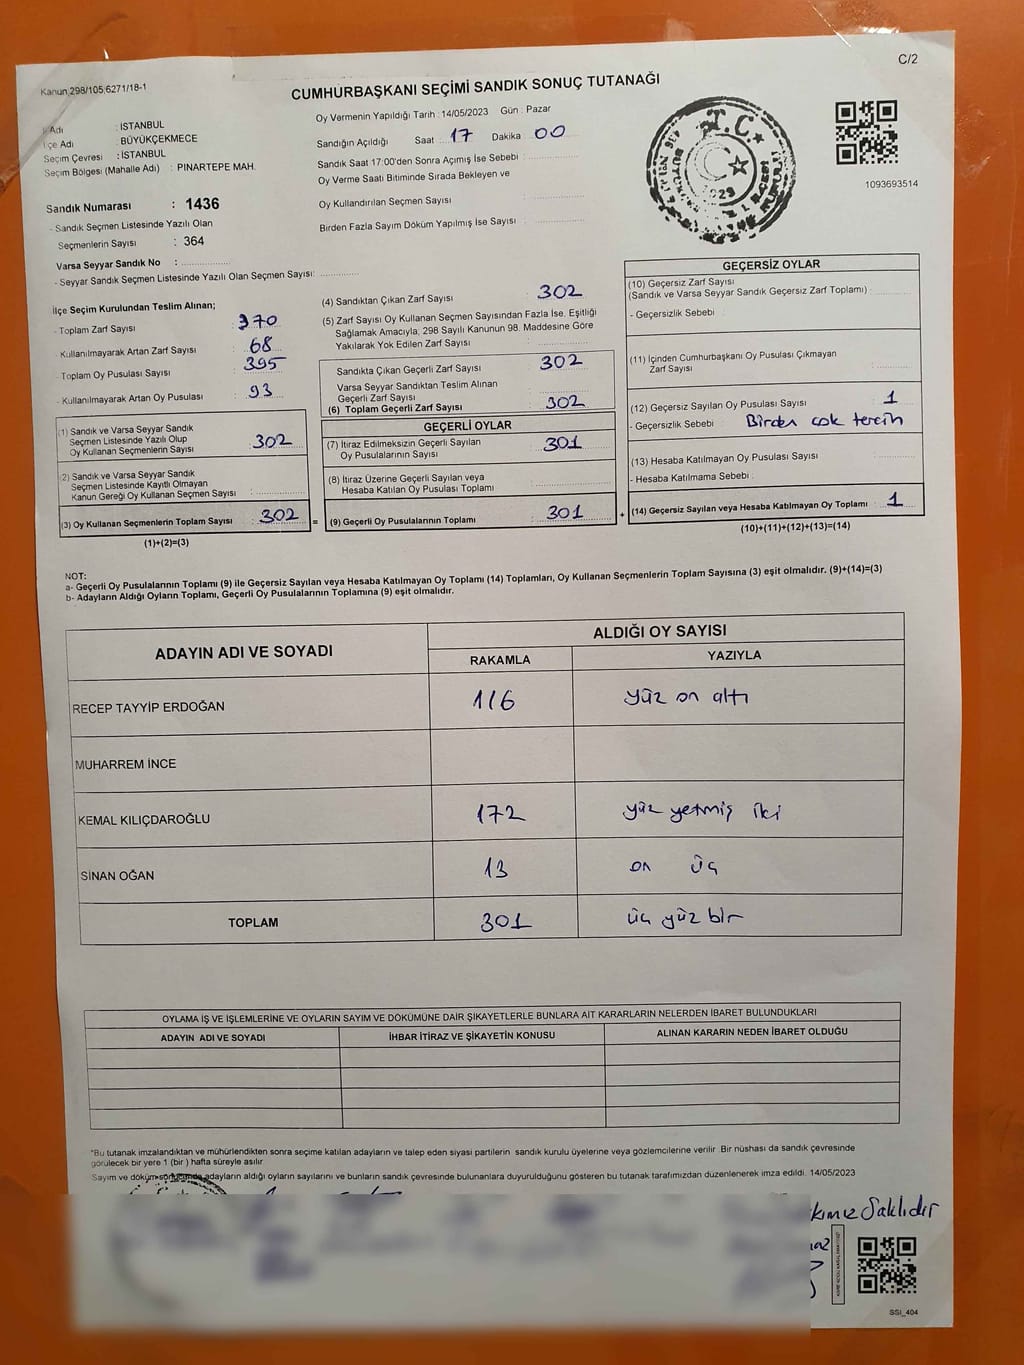 C/2
Kanun 298/105;6271/18-1
CUMHURBAŞKANI SEÇİMİ SANDIK SONUÇ TUTANAĞI
İl Adı : İSTANBUL
İlçe Adı : BÜYÜKÇEKMECE
Seçim Çevresi : İSTANBUL
Seçim Bölgesi (Mahalle Adı) : PINARTEPE MAH.
Sandık Numarası : 1436
- Sandık Seçmen Listesinde Yazılı Olan
Seçmenlerin Sayısı : 364
Varsa Seyyar Sandık No :
- Seyyar Sandık Seçmen Listesinde Yazılı Olan Seçmen Sayısı:
Oy Vermenin Yapıldığı Tarih : 14/05/2023 Gün : Pazar
Sandığın Açıldığı Saat : 17 Dakika : 00
Sandık Saat 17:00'den Sonra Açımış İse Sebebi :
Oy Verme Saati Bitiminde Sırada Bekleyen ve
Oy Kullandırılan Seçmen Sayısı :
Birden Fazla Sayım Döküm Yapılmış İse Sayısı :
T.C.
1093693514
İlçe Seçim Kurulundan Teslim Alınan;
- Toplam Zarf Sayısı : 370
- Kullanılmayarak Artan Zarf Sayısı : 68
- Toplam Oy Pusulası Sayısı : 395
- Kullanılmayarak Artan Oy Pusulası : 93
(1) Sandık ve Varsa Seyyar Sandık
Seçmen Listesinde Yazılı Olup
Oy Kullanan Seçmenlerin Sayısı : 302
(2) Sandık ve Varsa Seyyar Sandık
Seçmen Listesinde Kayıtlı Olmayan
Kanun Gereği Oy Kullanan Seçmen Sayısı :
(3) Oy Kullanan Seçmenlerin Toplam Sayısı : 302
(1)+(2)=(3)
=
(4) Sandıktan Çıkan Zarf Sayısı : 302
(5) Zarf Sayısı Oy Kullanan Seçmen Sayısından Fazla İse, Eşitliği
Sağlamak Amacıyla, 298 Sayılı Kanunun 98. Maddesine Göre
Yakılarak Yok Edilen Zarf Sayısı :
Sandıkta Çıkan Geçerli Zarf Sayısı : 302
Varsa Seyyar Sandıktan Teslim Alınan
Geçerli Zarf Sayısı :
(6) Toplam Geçerli Zarf Sayısı : 302
GEÇERLİ OYLAR
(7) İtiraz Edilmeksizin Geçerli Sayılan
Oy Pusulalarının Sayısı : 301
(8) İtiraz Üzerine Geçerli Sayılan veya
Hesaba Katılan Oy Pusulası Toplamı :
(9) Geçerli Oy Pusulalarının Toplamı : 301
+
GEÇERSİZ OYLAR
(10) Geçersiz Zarf Sayısı
(Sandık ve Varsa Seyyar Sandık Geçersiz Zarf Toplamı) :
- Geçersizlik Sebebi :
(11) İçinden Cumhurbaşkanı Oy Pusulası Çıkmayan
Zarf Sayısı :
(12) Geçersiz Sayılan Oy Pusulası Sayısı : 1
- Geçersizlik Sebebi : Birden çok tercih
(13) Hesaba Katılmayan Oy Pusulası Sayısı :
- Hesaba Katılmama Sebebi :
(14) Geçersiz Sayılan veya Hesaba Katılmayan Oy Toplamı : 1
(10)+(11)+(12)+(13)=(14)
NOT:
a- Geçerli Oy Pusulalarının Toplamı (9) ile Geçersiz Sayılan veya Hesaba Katılmayan Oy Toplamı (14) Toplamları, Oy Kullanan Seçmenlerin Toplam Sayısına (3) eşit olmalıdır. (9)+(14)=(3)
b- Adayların Aldığı Oyların Toplamı, Geçerli Oy Pusulalarının Toplamına (9) eşit olmalıdır.
ADAYIN ADI VE SOYADI
ALDIĞI OY SAYISI
RAKAMLA YAZIYLA
RECEP TAYYİP ERDOĞAN 116 yüz on altı
MUHARREM İNCE
KEMAL KILIÇDAROĞLU 172 yüz yetmiş iki
SİNAN OĞAN 13 on üç
TOPLAM 301 üç yüz bir
OYLAMA İŞ VE İŞLEMLERİNE VE OYLARIN SAYIM VE DÖKÜMÜNE DAİR ŞİKAYETLERLE BUNLARA AİT KARARLARIN NELERDEN İBARET BULUNDUKLARI
ADAYIN ADI VE SOYADI İHBAR İTİRAZ VE ŞİKAYETİN KONUSU ALINAN KARARIN NEDEN İBARET OLDUĞU
*Bu tutanak imzalandıktan ve mühürlendikten sonra seçime katılan adayların ve talep eden siyasi partilerin sandık kurulu üyelerine veya gözlemcilerine verilir. Bir nüshası da sandık çevresinde
görülecek bir yere 1 (bir ) hafta süreyle asılır.
Sayım ve döküm sonucunda adayların aldığı oyların sayılarını ve bunların sandık çevresinde bulunanlara duyurulduğunu gösteren bu tutanak tarafımızdan düzenlenerek imza edildi. 14/05/2023
kımız Saklıdır
SSI_404